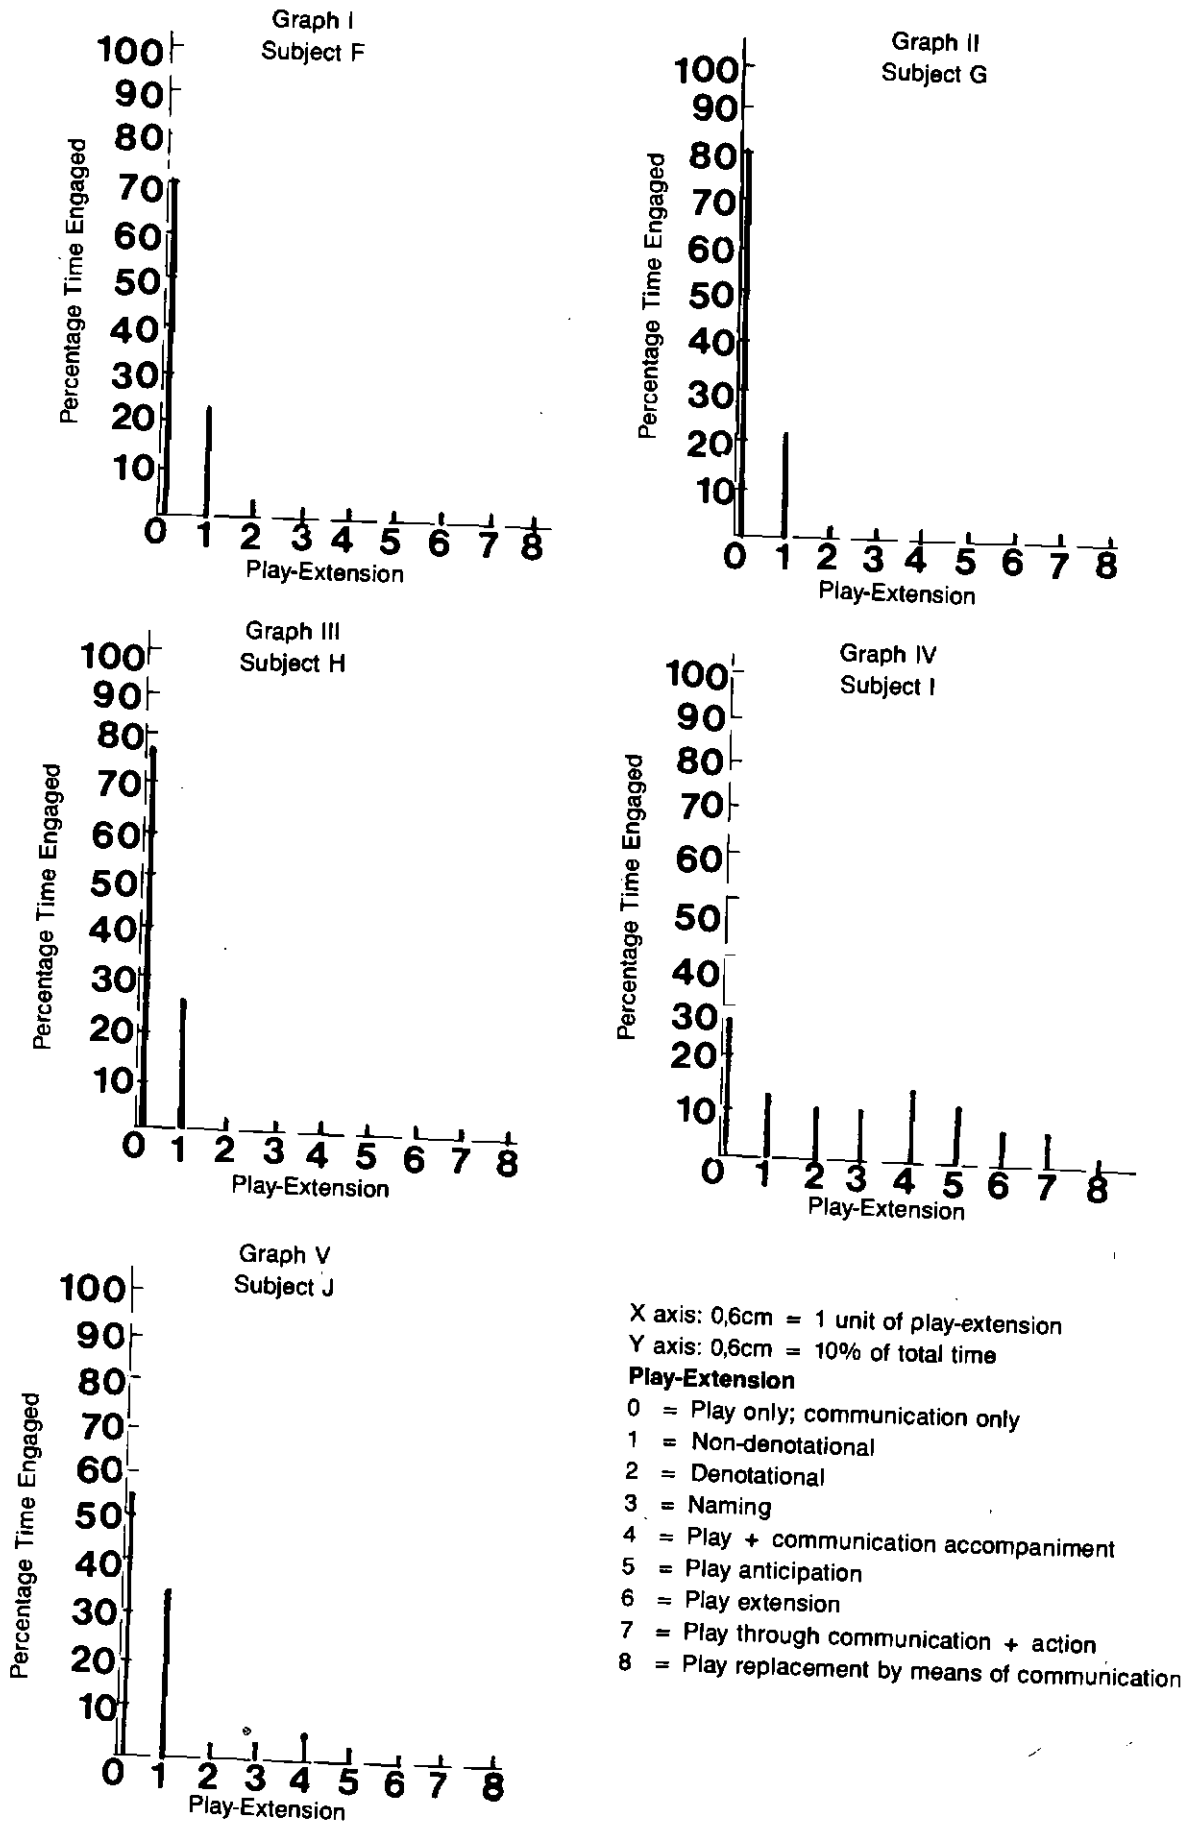 Graph I
Subject F
100
90
80
70
60
50
40
30
20
10
Percentage Time Engaged
0 1 2 3 4 5 6 7 8
Play-Extension
Graph II
Subject G
100
90
80
70
60
50
40
30
20
10
Percentage Time Engaged
0 1 2 3 4 5 6 7 8
Play-Extension
Graph III
Subject H
100
90
80
70
60
50
40
30
20
10
Percentage Time Engaged
0 1 2 3 4 5 6 7 8
Play-Extension
Graph IV
Subject I
100
90
80
70
60
50
40
30
20
10
Percentage Time Engaged
0 1 2 3 4 5 6 7 8
Play-Extension
Graph V
Subject J
100
90
80
70
60
50
40
30
20
10
Percentage Time Engaged
0 1 2 3 4 5 6 7 8
Play-Extension
X axis: 0,6cm = 1 unit of play-extension
Y axis: 0,6cm = 10% of total time
Play-Extension
0 = Play only; communication only
1 = Non-denotational
2 = Denotational
3 = Naming
4 = Play + communication accompaniment
5 = Play anticipation
6 = Play extension
7 = Play through communication + action
8 = Play replacement by means of communication